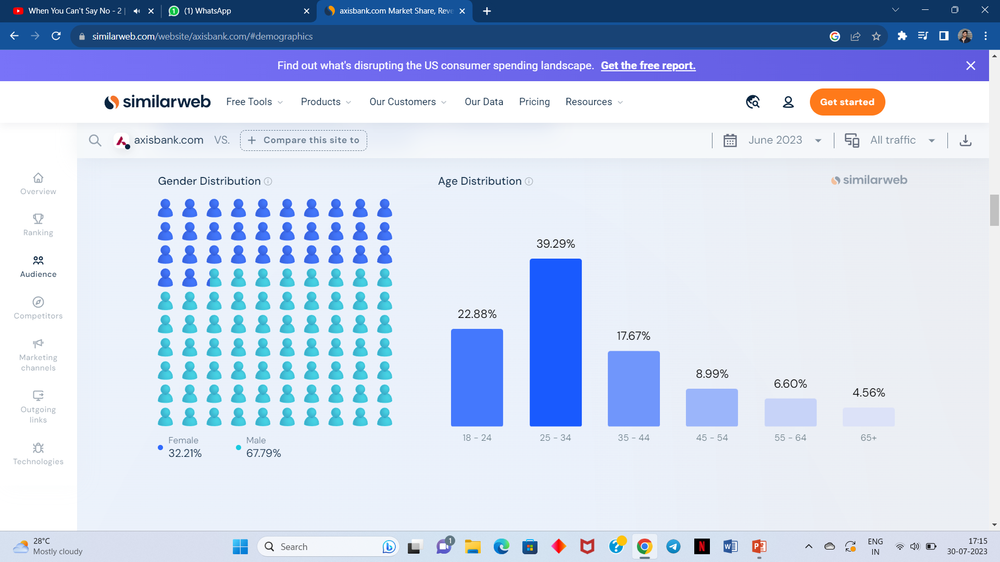 When You Can't Say No - 2 |
(1) WhatsApp
axisbank.com Market Share, Reve
similarweb.com/website/axisbank.com/#demographics
Find out what's disrupting the US consumer spending landscape. Get the free report.
similarweb
Free Tools
Products
Our Customers
Our Data
Pricing
Resources
Get started
axisbank.com
VS.
+ Compare this site to
June 2023
All traffic
Overview
Ranking
Audience
Competitors
Marketing
channels
Outgoing
links
Technologies
Gender Distribution
Female
32.21%
Male
67.79%
Age Distribution
similarweb
22.88%
39.29%
17.67%
8.99%
6.60%
4.56%
18 - 24
25 - 34
35 - 44
45 - 54
55 - 64
65+
28°C
Mostly cloudy
Search
1
ENG
IN
17:15
30-07-2023